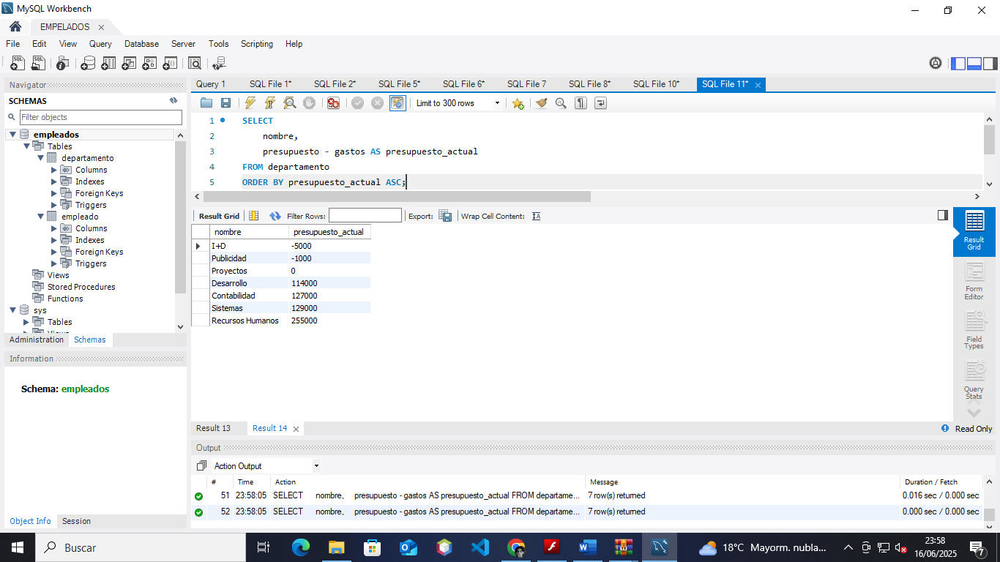 MySQL Workbench
EMPELADOS
File Edit View Query Database Server Tools Scripting Help
Navigator
SCHEMAS
Filter objects
empleados
Tables
departamento
Columns
Indexes
Foreign Keys
Triggers
empleado
Columns
Indexes
Foreign Keys
Triggers
Views
Stored Procedures
Functions
sys
Tables
Views
Administration Schemas
Information
Schema: empleados
Object Info Session
Query 1 SQL File 1* SQL File 2* SQL File 5* SQL File 6* SQL File 7 SQL File 8* SQL File 10* SQL File 11*
Limit to 300 rows
1 SELECT
2 nombre,
3 presupuesto - gastos AS presupuesto_actual
4 FROM departamento
5 ORDER BY presupuesto_actual ASC;
Result Grid Filter Rows: Export: Wrap Cell Content:
nombre presupuesto_actual
I+D -5000
Publicidad -1000
Proyectos 0
Desarrollo 114000
Contabilidad 127000
Sistemas 129000
Recursos Humanos 255000
Result
Grid
Form
Editor
Field
Types
Query
Stats
Result 13 Result 14 Read Only
Output
Action Output
# Time Action Message Duration / Fetch
51 23:58:05 SELECT nombre, presupuesto - gastos AS presupuesto_actual FROM departame... 7 row(s) returned 0.016 sec / 0.000 sec
52 23:58:05 SELECT nombre, presupuesto - gastos AS presupuesto_actual FROM departame... 7 row(s) returned 0.000 sec / 0.000 sec
Buscar
18°C Mayorm. nubla...
23:58
16/06/2025
7